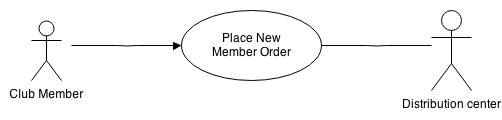 Place New
Member Order
Club Member
Distribution center